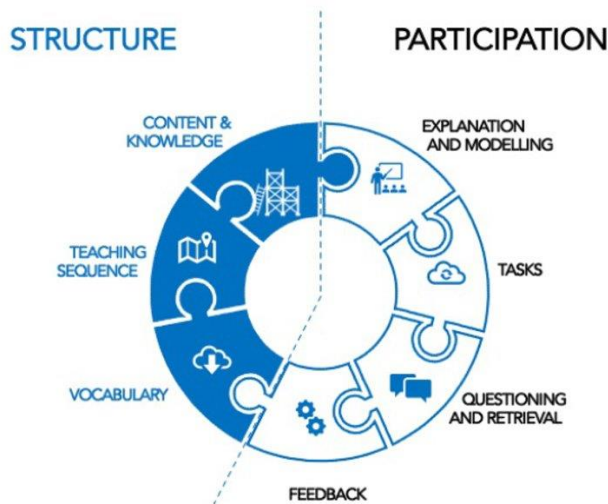 STRUCTURE
PARTICIPATION
CONTENT &
KNOWLEDGE
EXPLANATION
AND MODELLING
TEACHING
SEQUENCE
TASKS
VOCABULARY
QUESTIONING
AND RETRIEVAL
FEEDBACK